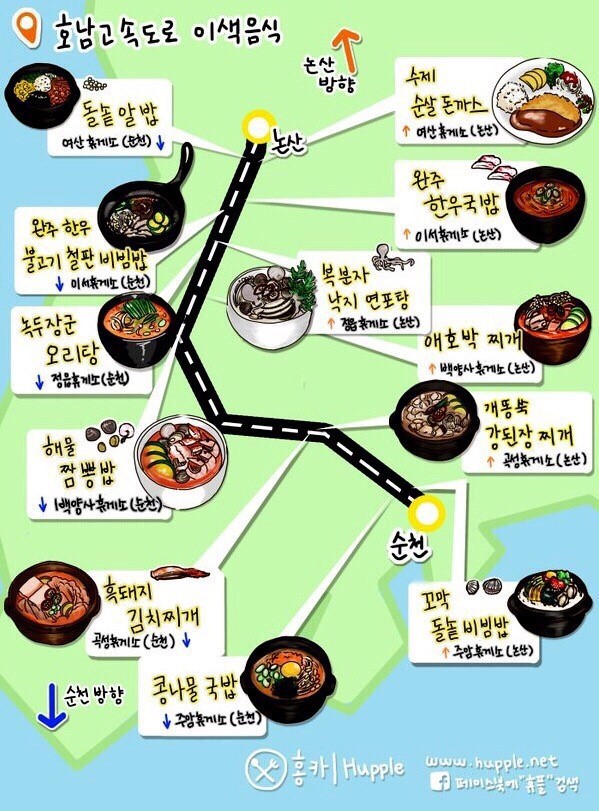 호남고속도로 이색음식
논산
방향
돌솥 알밥
여산 휴게소 (순천) ↓
논산
수제
순살 돈까스
↑ 여산 휴게소 (논산)
완주
한우국밥
↑ 이서휴게소 (논산)
완주 한우
불고기 철판 비빔밥
↓ 이서휴게소 (순천)
복분자
낙지 연포탕
↑ 정읍휴게소 (논산)
녹두장군
오리탕
↓ 정읍휴게소 (순천)
애호박 찌개
↑ 백양사휴게소 (논산)
개똥쑥
강된장 찌개
↑ 곡성휴게소 (논산)
해물
짬뽕밥
↓ 백양사휴게소 (순천)
순천
흑돼지
김치찌개
곡성휴게소 (순천) ↓
꼬막
돌솥 비빔밥
↑ 주암휴게소 (논산)
콩나물 국밥
↓ 주암휴게소 (순천)
순천 방향
홍카 | Hupple
www.hupple.net
f 페이스북에 "휴플" 검색